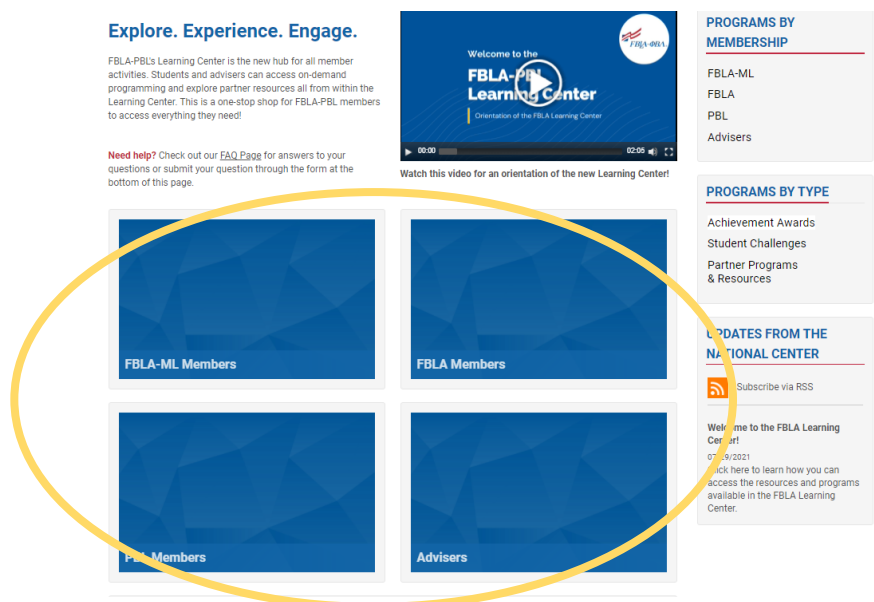 Explore. Experience. Engage.
FBLA-PBL's Learning Center is the new hub for all member
activities. Students and advisers can access on-demand
programming and explore partner resources all from within the
Learning Center. This is a one-stop shop for FBLA-PBL members
to access everything they need!
Need help? Check out our FAQ Page for answers to your
questions or submit your question through the form at the
bottom of this page.
FBLA-PBL
Welcome to the
FBLA-PBL
Learning Center
Orientation of the FBLA Learning Center
00:00
02:05
Watch this video for an orientation of the new Learning Center!
FBLA-ML Members
FBLA Members
PBL Members
Advisers
PROGRAMS BY
MEMBERSHIP
FBLA-ML
FBLA
PBL
Advisers
PROGRAMS BY TYPE
Achievement Awards
Student Challenges
Partner Programs
& Resources
UPDATES FROM THE
NATIONAL CENTER
Subscribe via RSS
Welcome to the FBLA Learning
Center!
07/29/2021
Click here to learn how you can
access the resources and programs
available in the FBLA Learning
Center.